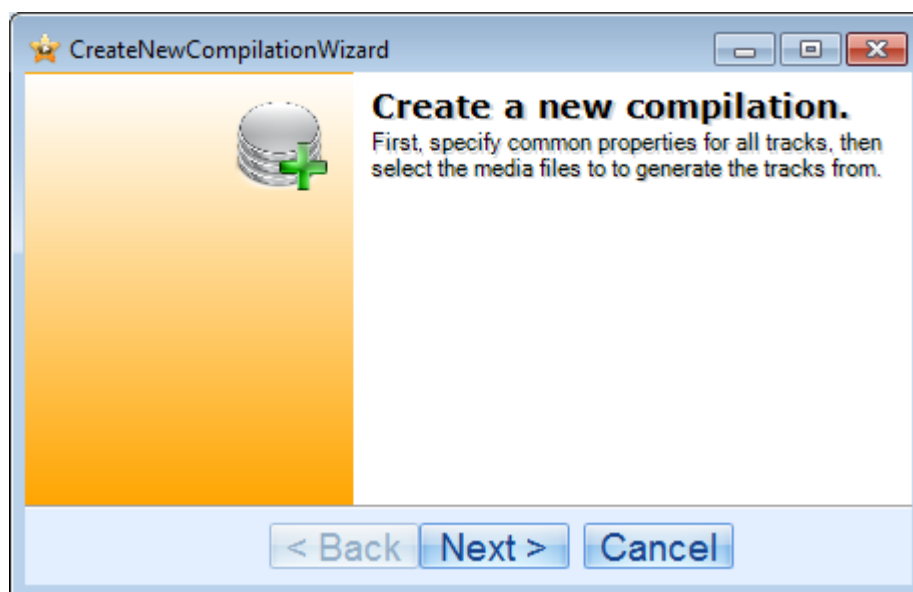 CreateNewCompilationWizard
Create a new compilation.
First, specify common properties for all tracks, then
select the media files to to generate the tracks from.
< Back Next > Cancel